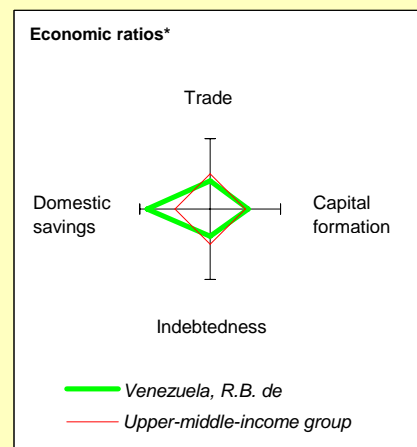 Economic ratios*
Trade
Domestic
savings
Capital
formation
Indebtedness
Venezuela, R.B. de
Upper-middle-income group